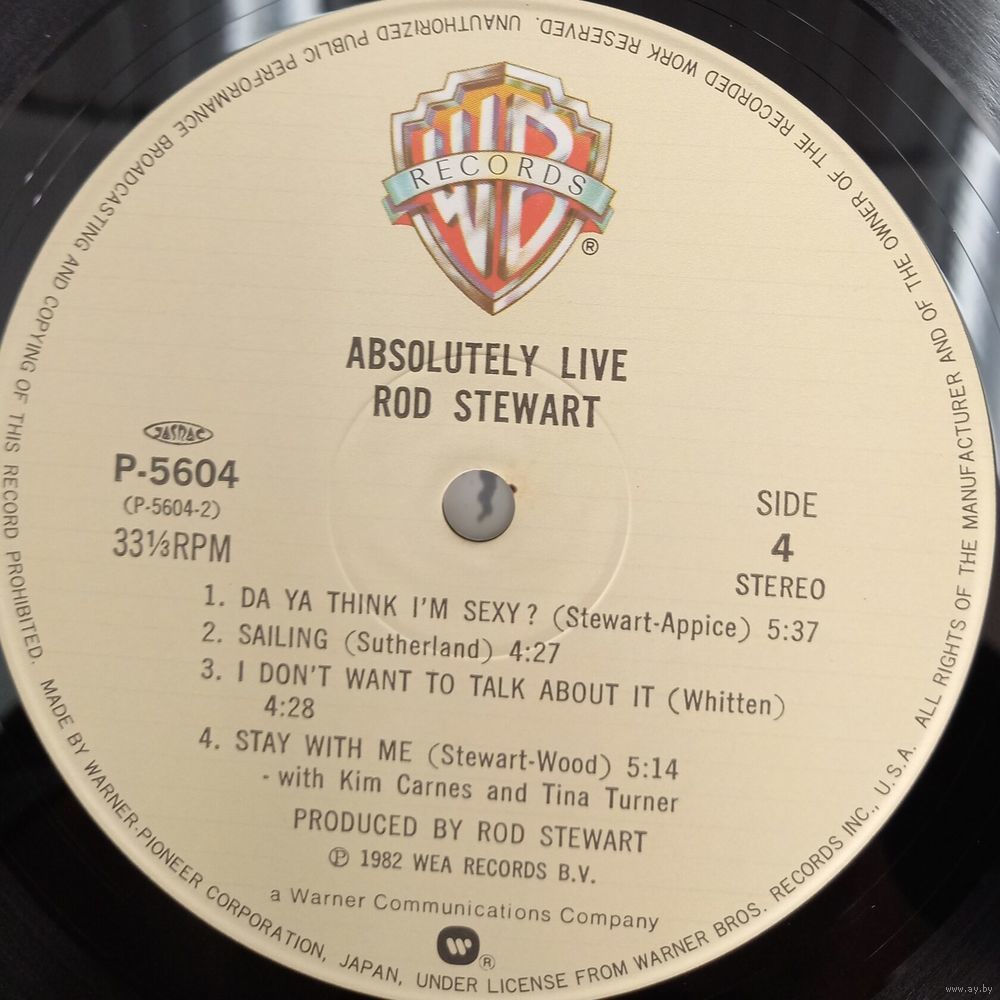 WB
RECORDS
®
ABSOLUTELY LIVE
ROD STEWART
JASRAC
P-5604
(P-5604-2)
33⅓RPM
SIDE
4
STEREO
1. DA YA THINK I'M SEXY? (Stewart-Appice) 5:37
2. SAILING (Sutherland) 4:27
3. I DON'T WANT TO TALK ABOUT IT (Whitten)
4:28
4. STAY WITH ME (Stewart-Wood) 5:14
- with Kim Carnes and Tina Turner
PRODUCED BY ROD STEWART
℗ 1982 WEA RECORDS B.V.
a Warner Communications Company
®
MADE BY WARNER-PIONEER CORPORATION, JAPAN, UNDER LICENSE FROM WARNER BROS. RECORDS INC., U.S.A. ALL RIGHTS OF THE MANUFACTURER AND OF THE OWNER OF THE RECORDED WORK RESERVED. UNAUTHORIZED PUBLIC PERFORMANCE BROADCASTING AND COPYING OF THIS RECORD PROHIBITED.
www.ay.by